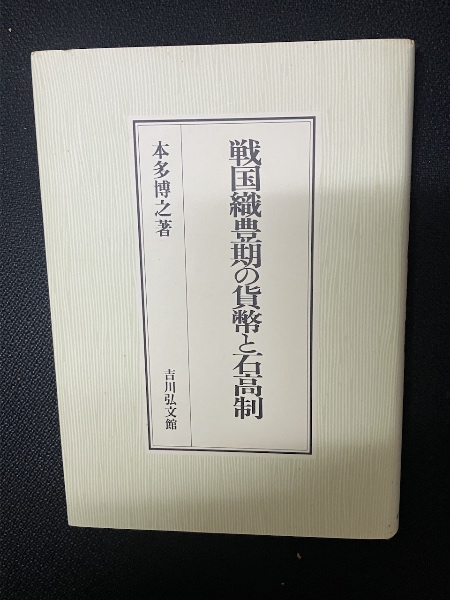 戦国織豊期の貨幣と石高制
本多博之著
吉川弘文館